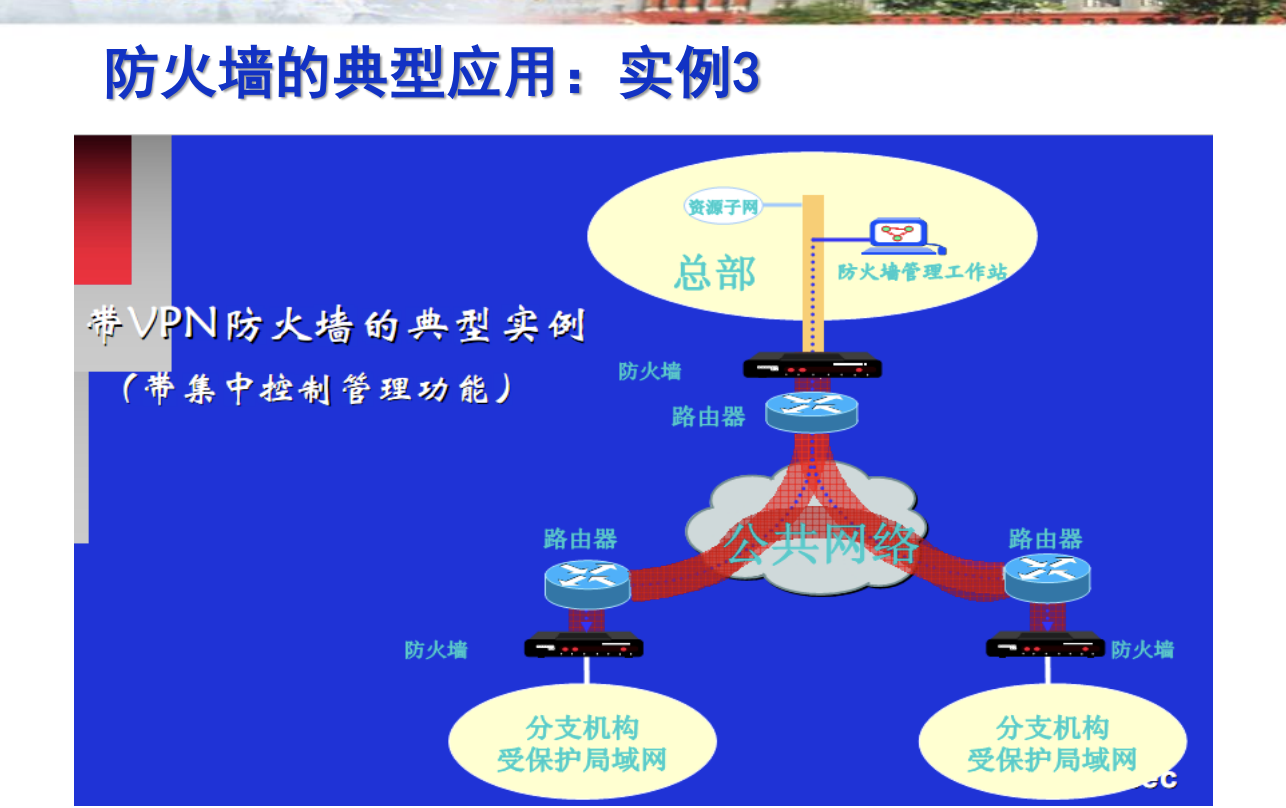 防火墙的典型应用：实例3
资源子网
总部
防火墙管理工作站
带VPN防火墙的典型实例
（带集中控制管理功能）
防火墙
路由器
公共网络
路由器
路由器
防火墙
防火墙
分支机构
受保护局域网
分支机构
受保护局域网